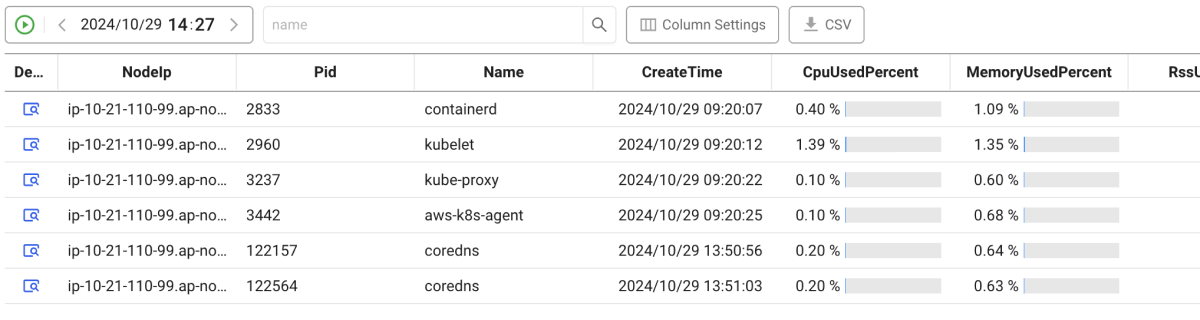 2024/10/29 14:27 name Column Settings CSV
De... NodeIp Pid Name CreateTime CpuUsedPercent MemoryUsedPercent RssU
ip-10-21-110-99.ap-no... 2833 containerd 2024/10/29 09:20:07 0.40 % 1.09 %
ip-10-21-110-99.ap-no... 2960 kubelet 2024/10/29 09:20:12 1.39 % 1.35 %
ip-10-21-110-99.ap-no... 3237 kube-proxy 2024/10/29 09:20:22 0.10 % 0.60 %
ip-10-21-110-99.ap-no... 3442 aws-k8s-agent 2024/10/29 09:20:25 0.10 % 0.68 %
ip-10-21-110-99.ap-no... 122157 coredns 2024/10/29 13:50:56 0.20 % 0.64 %
ip-10-21-110-99.ap-no... 122564 coredns 2024/10/29 13:51:03 0.20 % 0.63 %